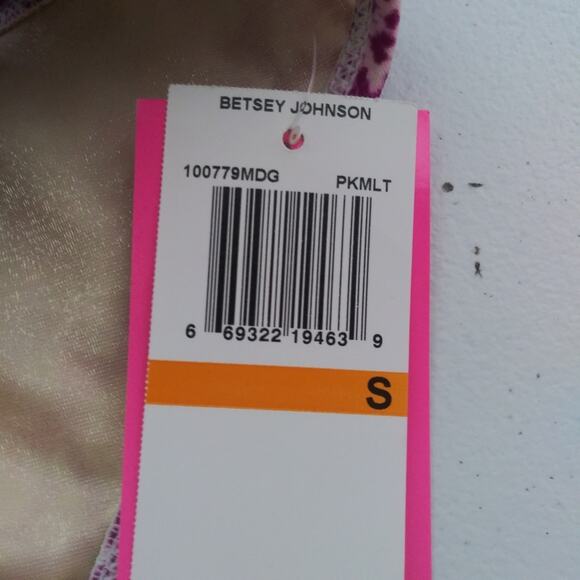 BETSEY JOHNSON
100779MDG PKMLT
6 69322 19463 9
S